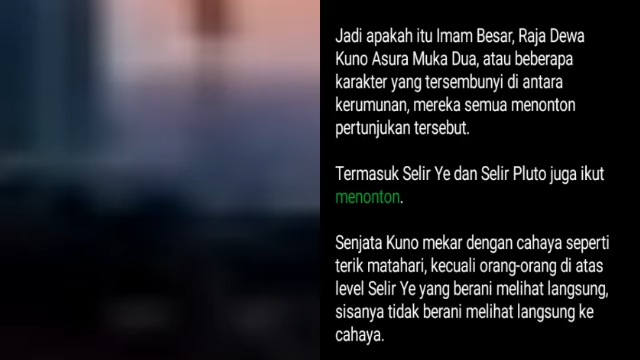 Jadi apakah itu Imam Besar, Raja Dewa
Kuno Asura Muka Dua, atau beberapa
karakter yang tersembunyi di antara
kerumunan, mereka semua menonton
pertunjukan tersebut.
Termasuk Selir Ye dan Selir Pluto juga ikut
menonton.
Senjata Kuno mekar dengan cahaya seperti
terik matahari, kecuali orang-orang di atas
level Selir Ye yang berani melihat langsung,
sisanya tidak berani melihat langsung ke
cahaya.